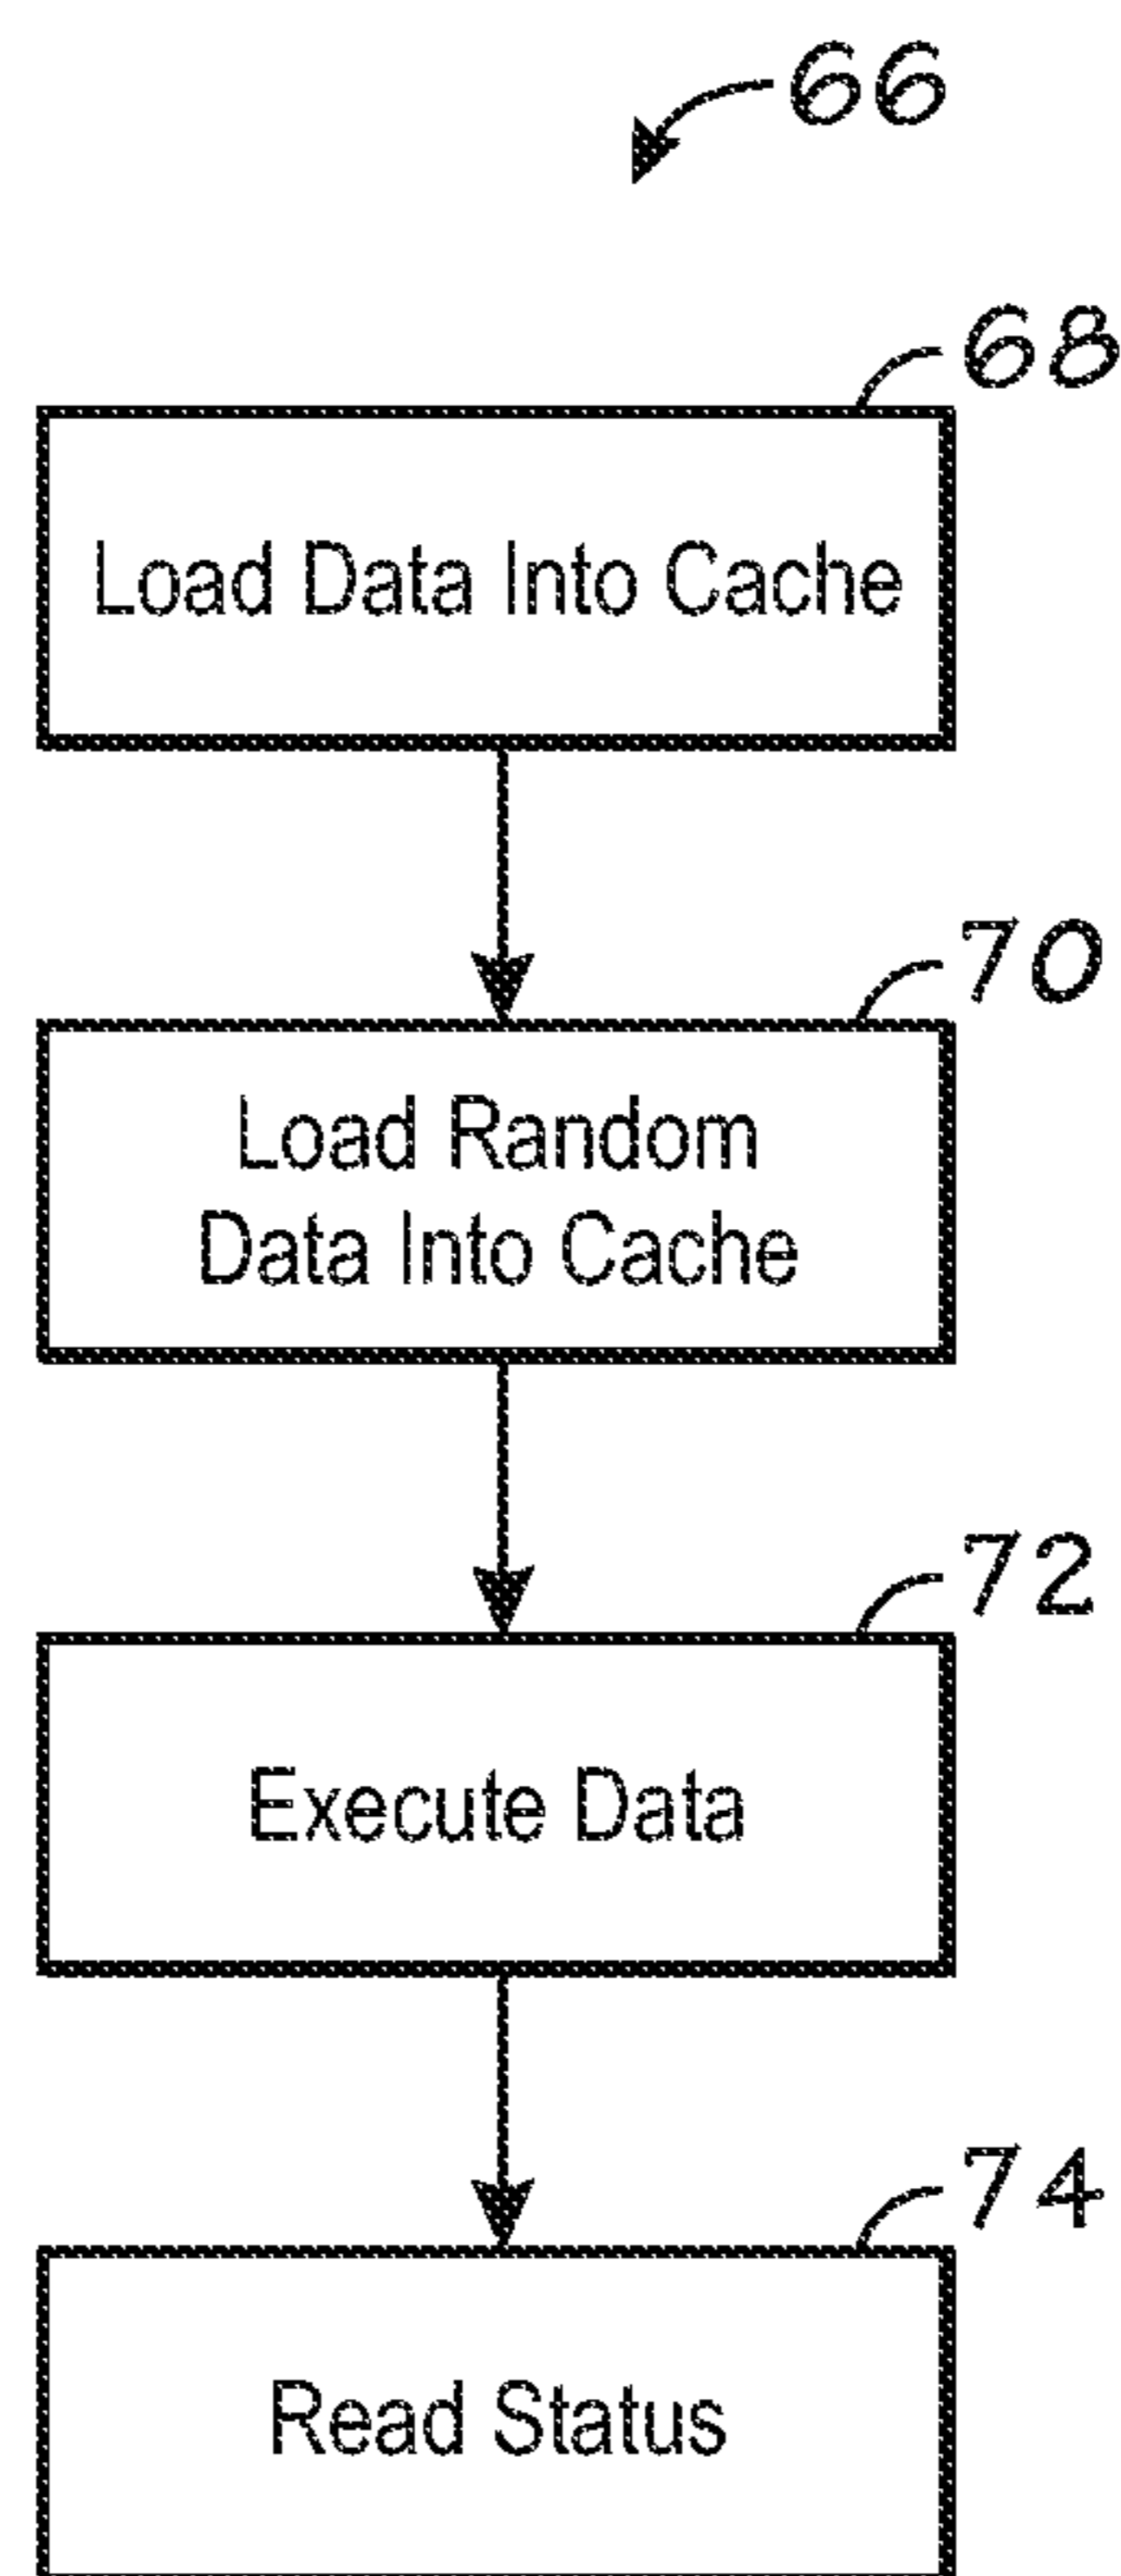 66
68
Load Data Into Cache
70
Load Random
Data Into Cache
72
Execute Data
74
Read Status